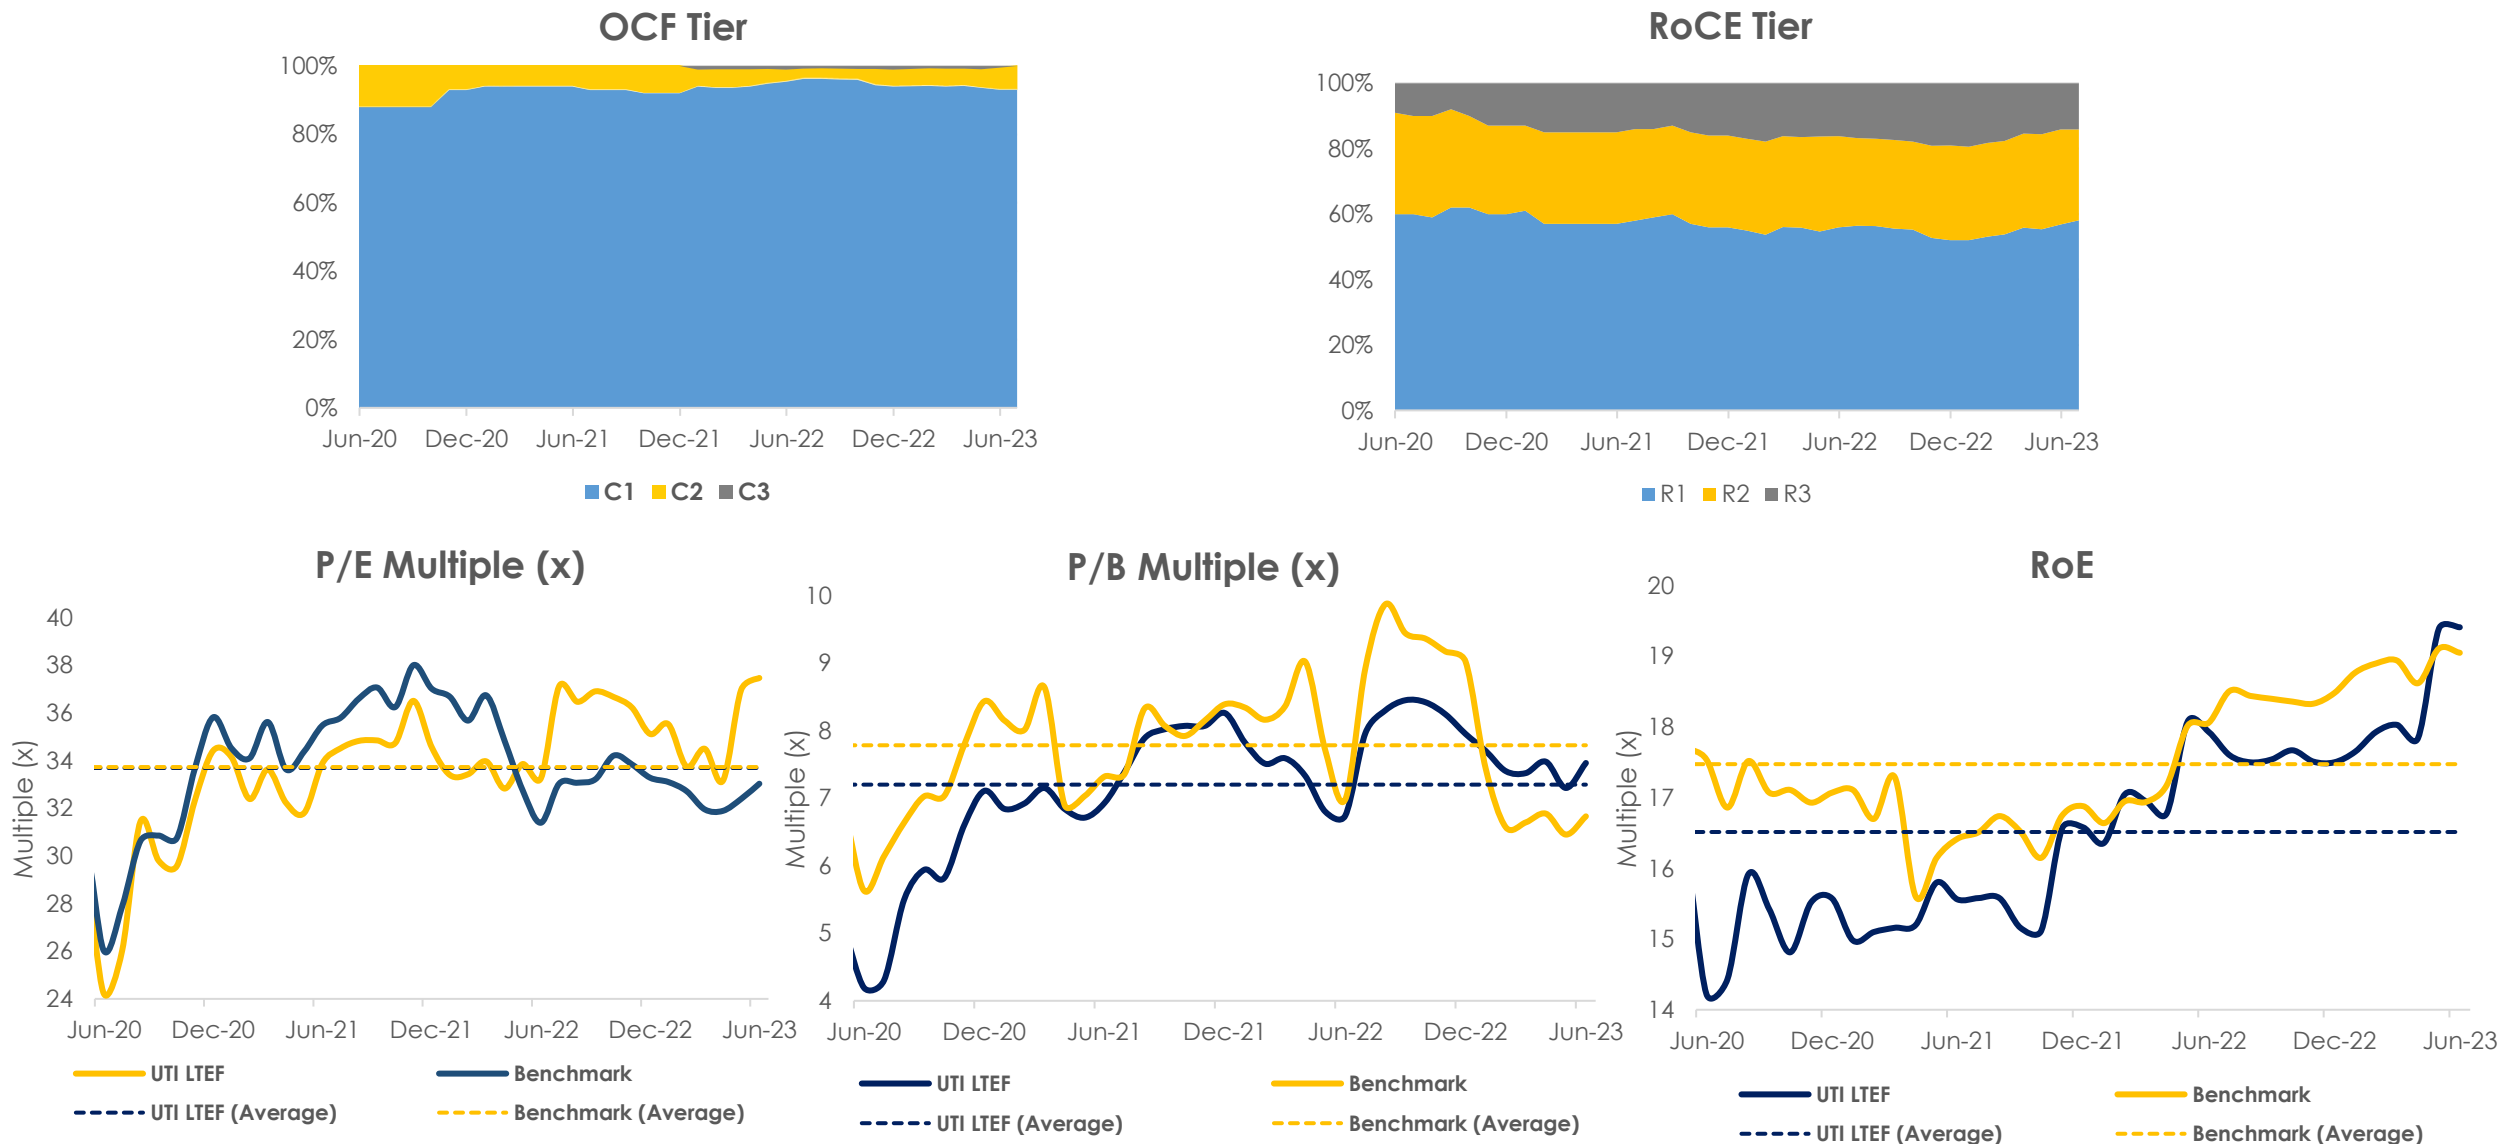 OCF Tier
100%
80%
60%
40%
20%
0%
Jun-20 Dec-20 Jun-21 Dec-21 Jun-22 Dec-22 Jun-23
C1 C2 C3
RoCE Tier
100%
80%
60%
40%
20%
0%
Jun-20 Dec-20 Jun-21 Dec-21 Jun-22 Dec-22 Jun-23
R1 R2 R3
P/E Multiple (x)
Multiple (x)
40
38
36
34
32
30
28
26
24
Jun-20 Dec-20 Jun-21 Dec-21 Jun-22 Dec-22 Jun-23
UTI LTEF Benchmark
UTI LTEF (Average) Benchmark (Average)
P/B Multiple (x)
Multiple (x)
10
9
8
7
6
5
4
Jun-20 Dec-20 Jun-21 Dec-21 Jun-22 Dec-22 Jun-23
UTI LTEF Benchmark
UTI LTEF (Average) Benchmark (Average)
RoE
Multiple (x)
20
19
18
17
16
15
14
Jun-20 Dec-20 Jun-21 Dec-21 Jun-22 Dec-22 Jun-23
UTI LTEF Benchmark
UTI LTEF (Average) Benchmark (Average)